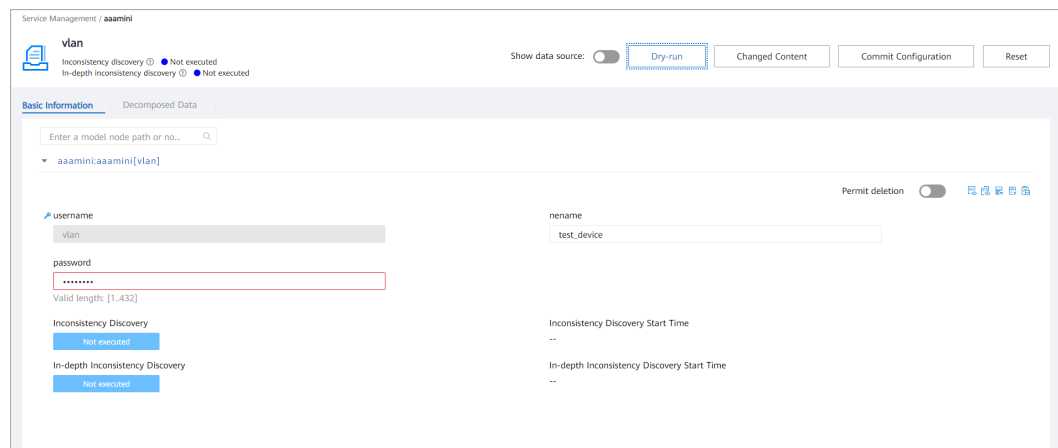 Service Management / aaamini
vlan
Inconsistency discovery ? Not executed
In-depth inconsistency discovery ? Not executed
Show data source: Dry-run Changed Content Commit Configuration Reset
Basic Information Decomposed Data
Enter a model node path or no...
aaamini:aaamini[vlan]
Permit deletion
username nename
vlan test_device
password
••••••••
Valid length: [1..432]
Inconsistency Discovery Inconsistency Discovery Start Time
Not executed --
In-depth Inconsistency Discovery In-depth Inconsistency Discovery Start Time
Not executed --